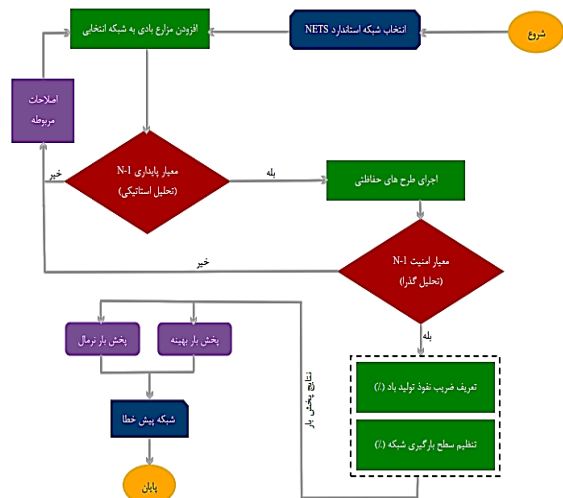 شروع
انتخاب شبکه استاندارد NETS
افزودن مزارع بادی به شبکه انتخابی
اصلاحات
مربوطه
معیار پایداری N-1
(تحلیل استاتیکی)
خیر
بله
اجرای طرح های حفاظتی
معیار امنیت N-1
(تحلیل گذرا)
خیر
بله
تعریف ضریب نفوذ تولید باد (٪)
تنظیم سطح بارگیری شبکه (٪)
نتایج پخش بار
پخش بار بهینه
پخش بار نرمال
شبکه پیش خطا
پایان